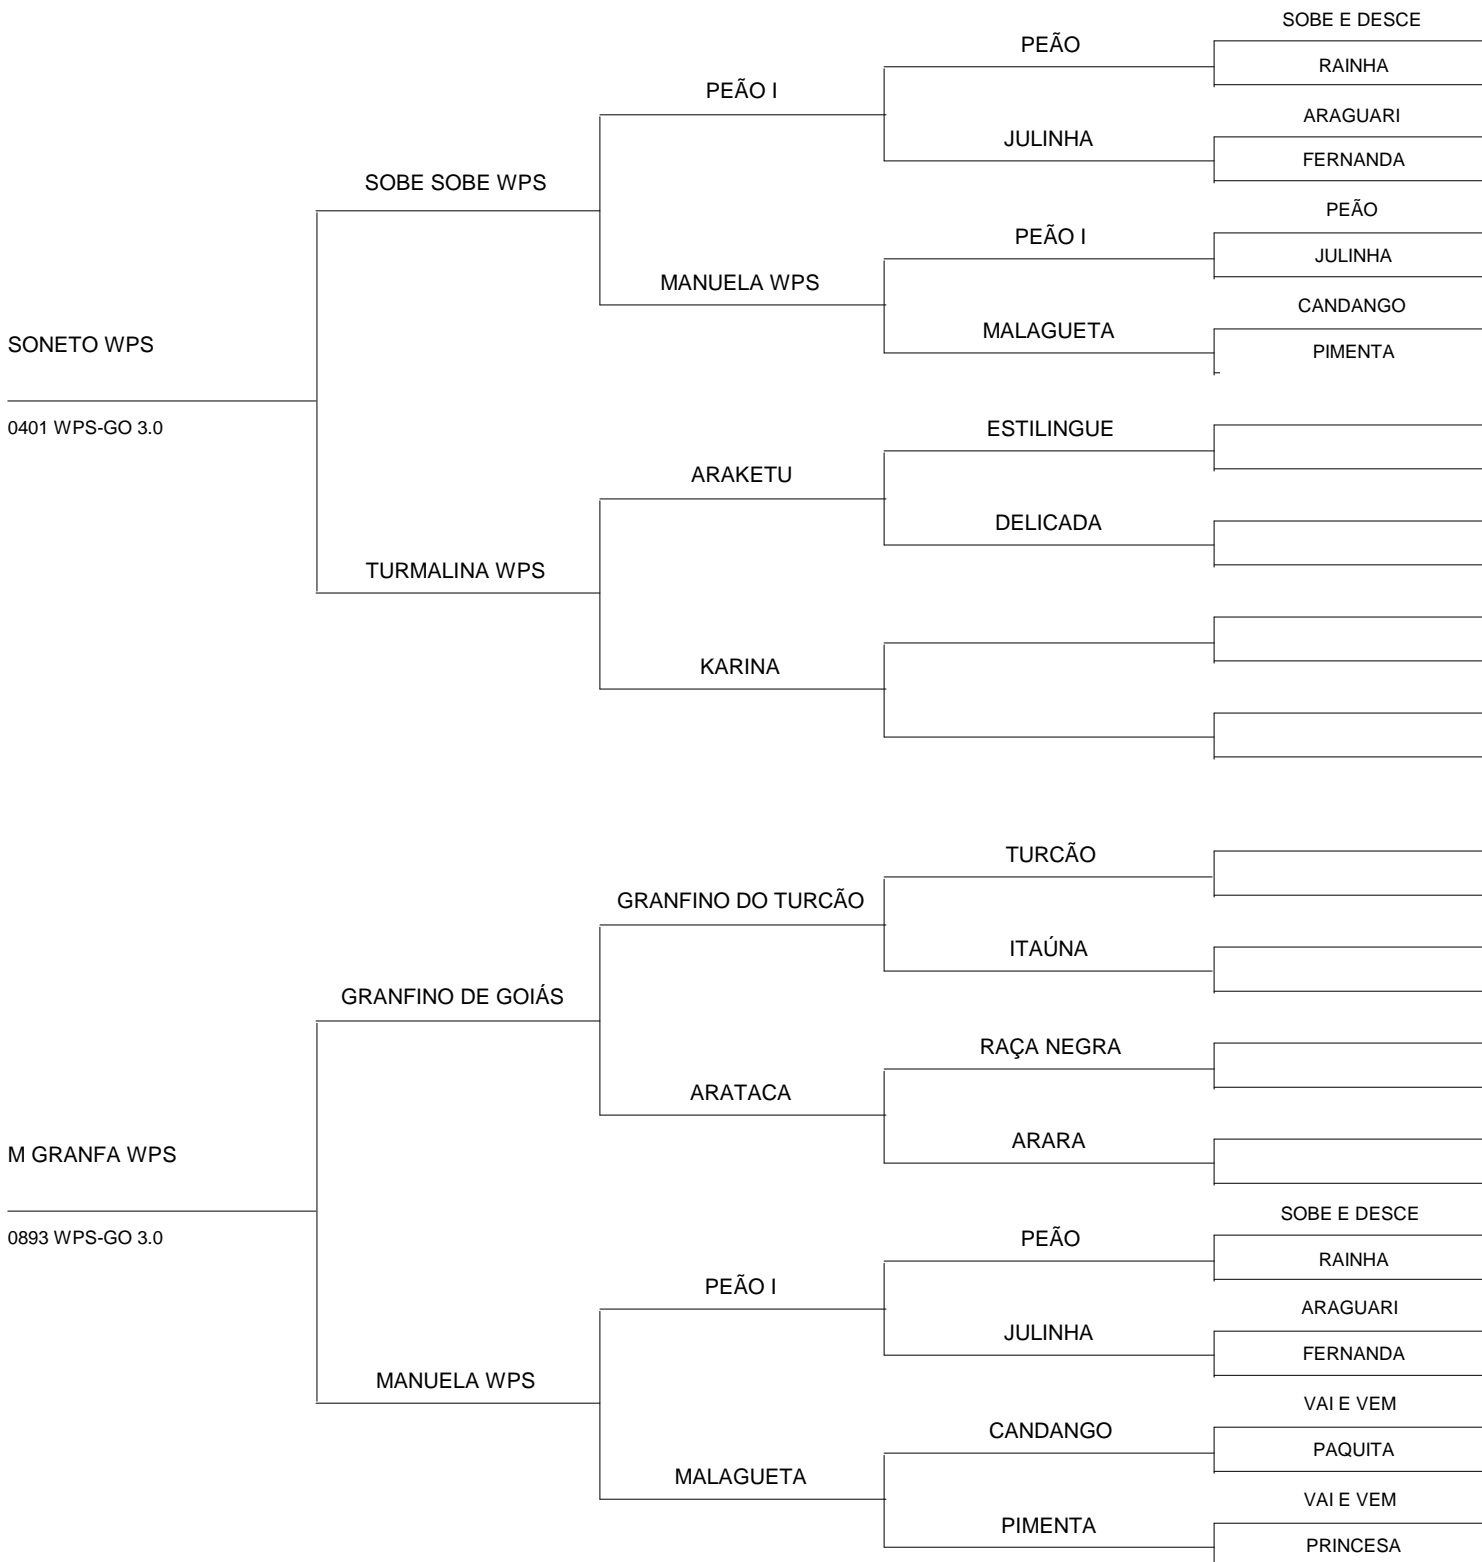 SOBE E DESCE
PEÃO
RAINHA
PEÃO I
ARAGUARI
JULINHA
FERNANDA
SOBE SOBE WPS
PEÃO
PEÃO I
JULINHA
MANUELA WPS
CANDANGO
MALAGUETA
SONETO WPS
PIMENTA
0401 WPS-GO 3.0
ESTILINGUE
ARAKETU
DELICADA
TURMALINA WPS
KARINA
TURCÃO
GRANFINO DO TURCÃO
ITAÚNA
GRANFINO DE GOIÁS
RAÇA NEGRA
ARATACA
ARARA
M GRANFA WPS
SOBE E DESCE
0893 WPS-GO 3.0
PEÃO
RAINHA
PEÃO I
ARAGUARI
JULINHA
FERNANDA
MANUELA WPS
VAI E VEM
CANDANGO
PAQUITA
MALAGUETA
VAI E VEM
PIMENTA
PRINCESA